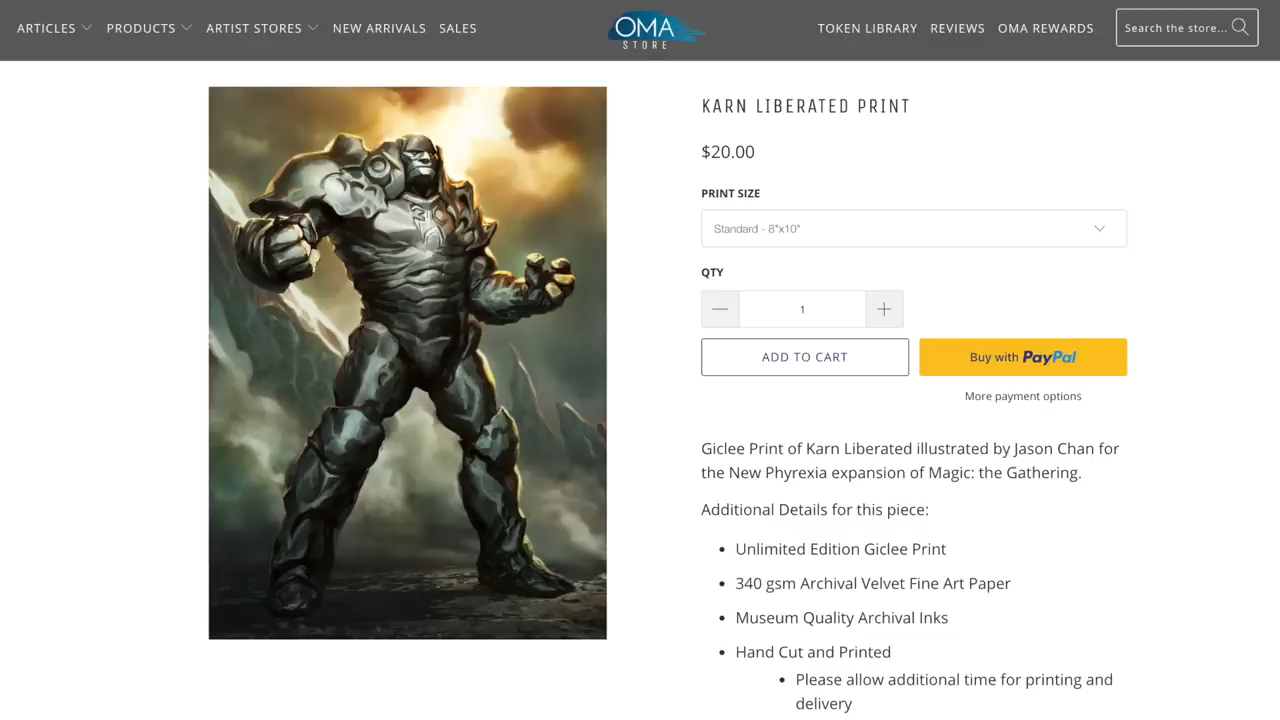 ARTICLES PRODUCTS ARTIST STORES NEW ARRIVALS SALES
OMA
STORE
TOKEN LIBRARY REVIEWS OMA REWARDS Search the store...
KARN LIBERATED PRINT
$20.00
PRINT SIZE
Standard - 8"x10"
QTY
1
ADD TO CART
Buy with PayPal
More payment options
Giclee Print of Karn Liberated illustrated by Jason Chan for
the New Phyrexia expansion of Magic: the Gathering.
Additional Details for this piece:
• Unlimited Edition Giclee Print
• 340 gsm Archival Velvet Fine Art Paper
• Museum Quality Archival Inks
• Hand Cut and Printed
• Please allow additional time for printing and
delivery